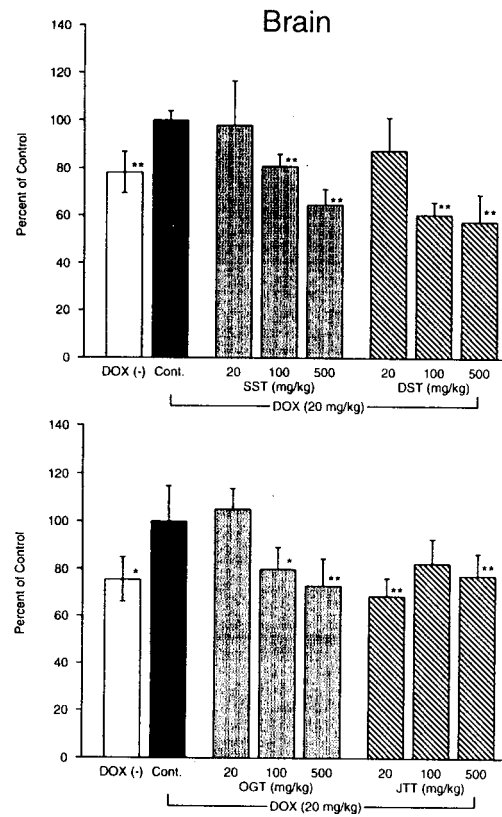 Brain
140
120
100
80
60
40
20
0
Percent of Control
**
**
**
**
**
DOX (-) Cont. 20 100 500 20 100 500
SST (mg/kg) DST (mg/kg)
DOX (20 mg/kg)
140
120
100
80
60
40
20
0
Percent of Control
*
*
**
**
**
DOX (-) Cont. 20 100 500 20 100 500
OGT (mg/kg) JTT (mg/kg)
DOX (20 mg/kg)